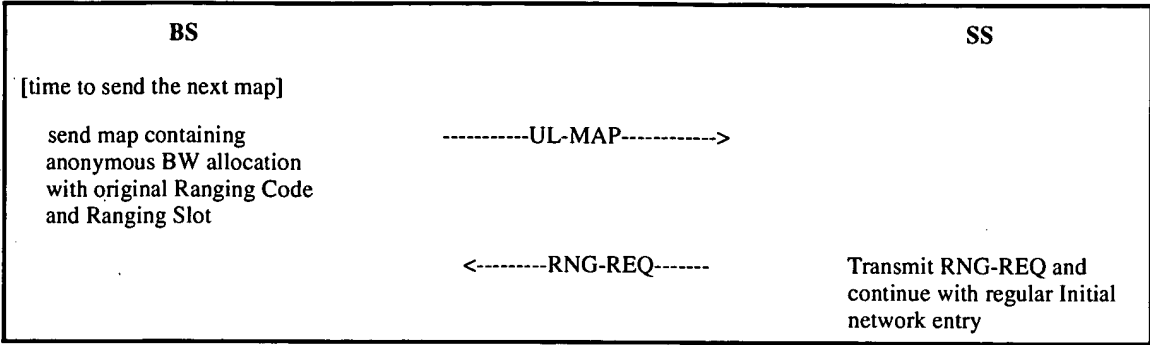 BS SS
[time to send the next map]
send map containing -----------UL-MAP------------>
anonymous BW allocation
with original Ranging Code
and Ranging Slot
<---------RNG-REQ------- Transmit RNG-REQ and
continue with regular Initial
network entry